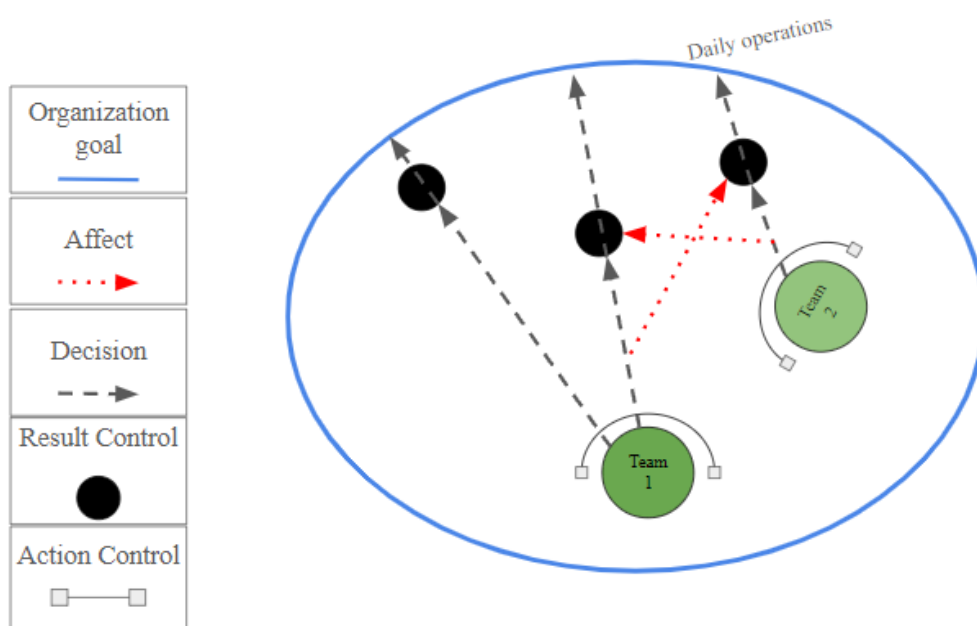 Organization
goal
Affect
Decision
Result Control
Action Control
Daily operations
Team
2
Team
1